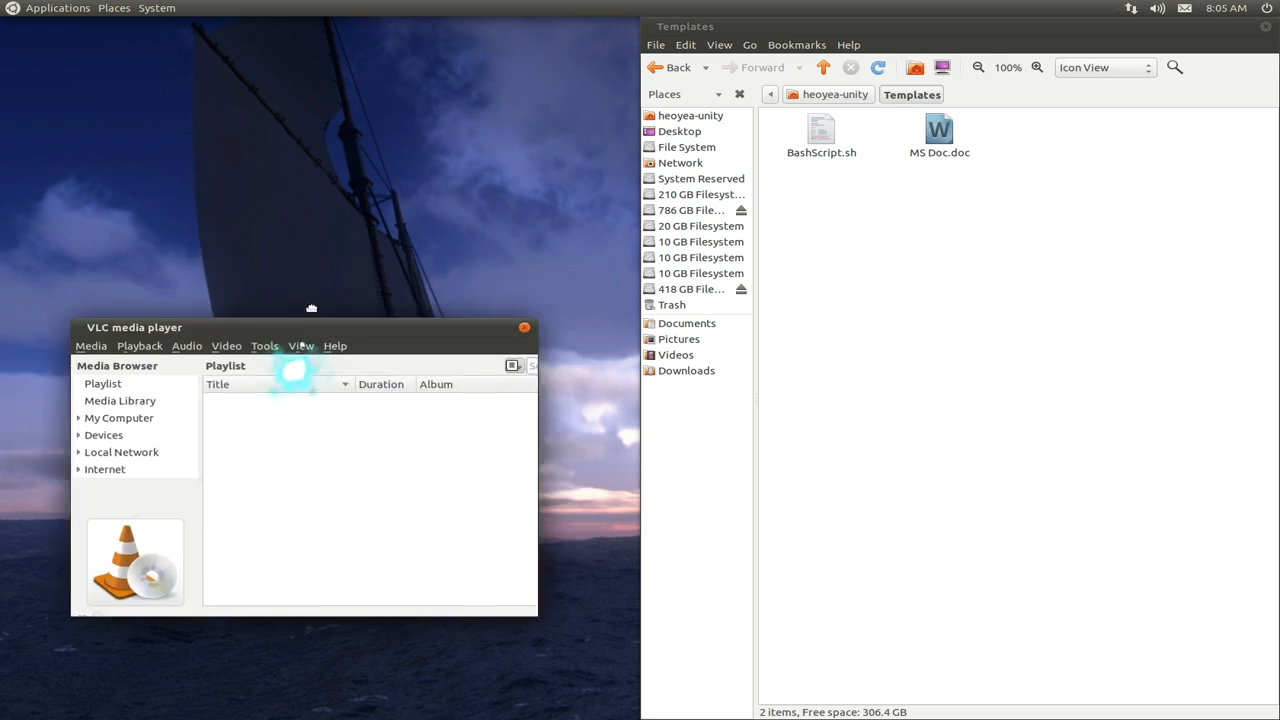 Applications Places System 8:05 AM
Templates
File Edit View Go Bookmarks Help
Back Forward 100% Icon View
Places heoyea-unity Templates
heoyea-unity
Desktop
File System
Network
System Reserved
210 GB Filesyst...
786 GB File...
20 GB Filesystem
10 GB Filesystem
10 GB Filesystem
10 GB Filesystem
418 GB File...
Trash
Documents
Pictures
Videos
Downloads
BashScript.sh MS Doc.doc
W
2 items, Free space: 306.4 GB
VLC media player
Media Playback Audio Video Tools View Help
Media Browser Playlist
Title Duration Album
Playlist
Media Library
My Computer
Devices
Local Network
Internet